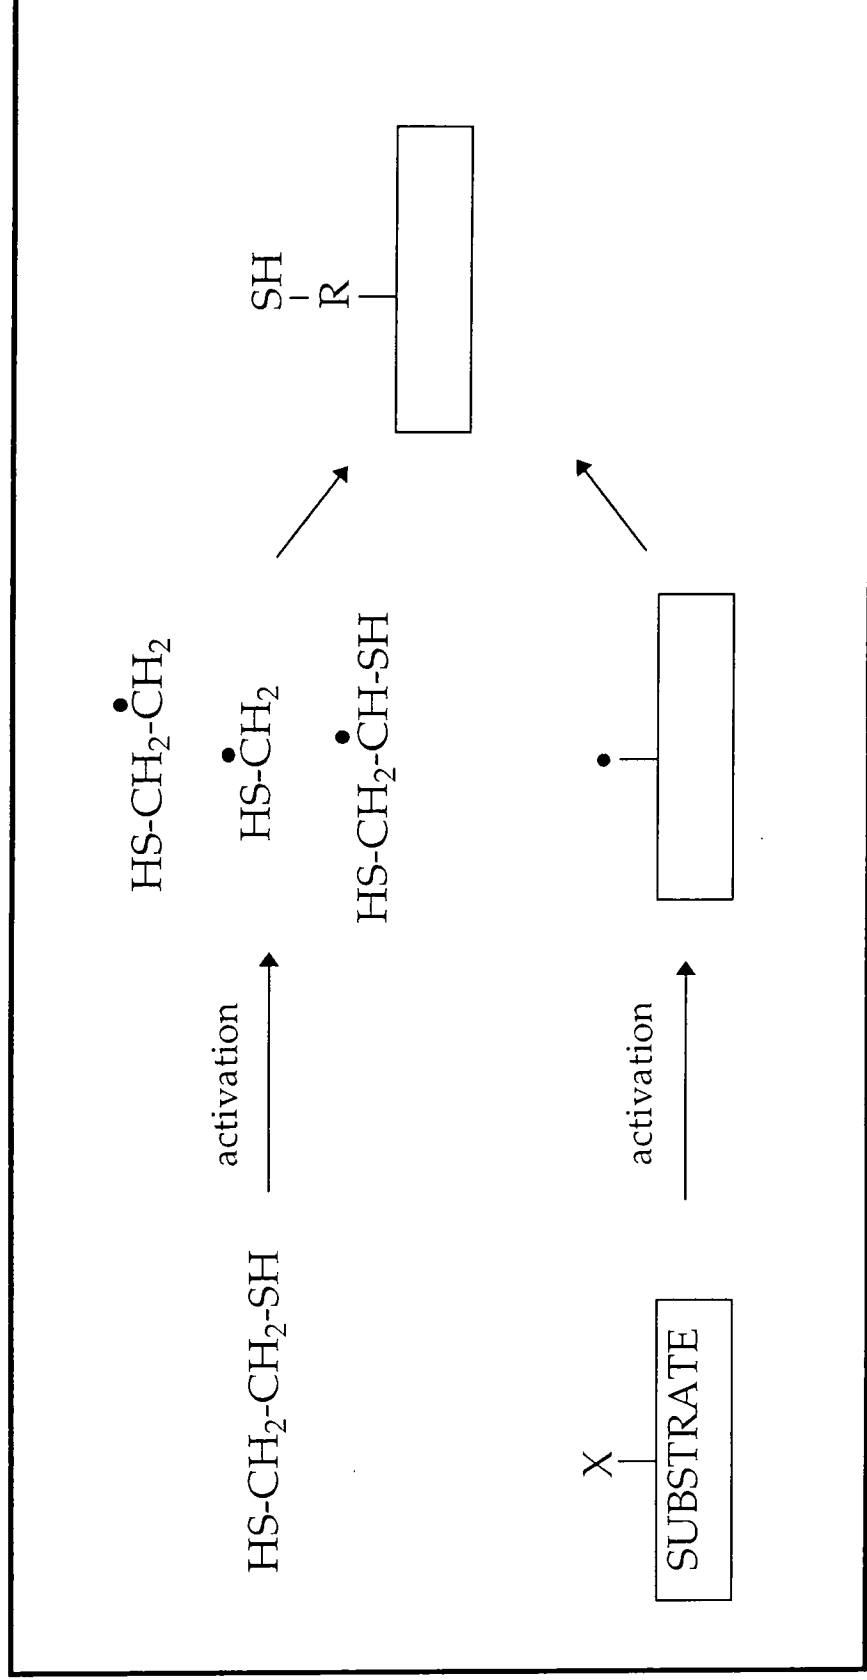 HS-CH₂-CH₂-SH
activation
HS-CH₂-ĊH₂
HS-ĊH₂
HS-CH₂-ĊH-SH
SH
R
X
SUBSTRATE
activation